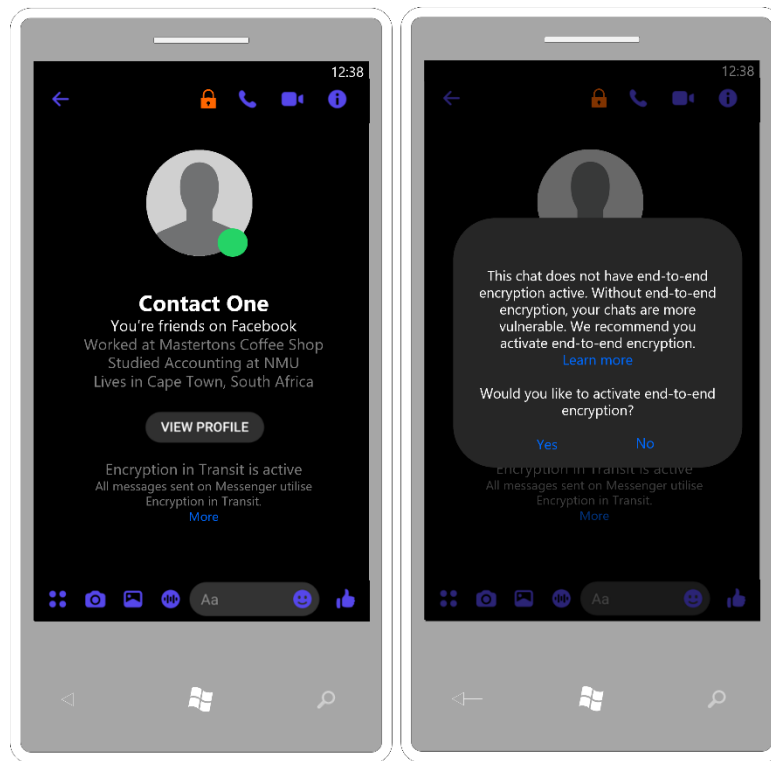 12:38
Contact One
You're friends on Facebook
Worked at Mastertons Coffee Shop
Studied Accounting at NMU
Lives in Cape Town, South Africa
VIEW PROFILE
Encryption in Transit is active
All messages sent on Messenger utilise
Encryption in Transit.
More
Aa
12:38
This chat does not have end-to-end
encryption active. Without end-to-end
encryption, your chats are more
vulnerable. We recommend you
activate end-to-end encryption.
Learn more
Would you like to activate end-to-end
encryption?
Yes No
Encryption in Transit is active
All messages sent on Messenger utilise
Encryption in Transit.
More
Aa